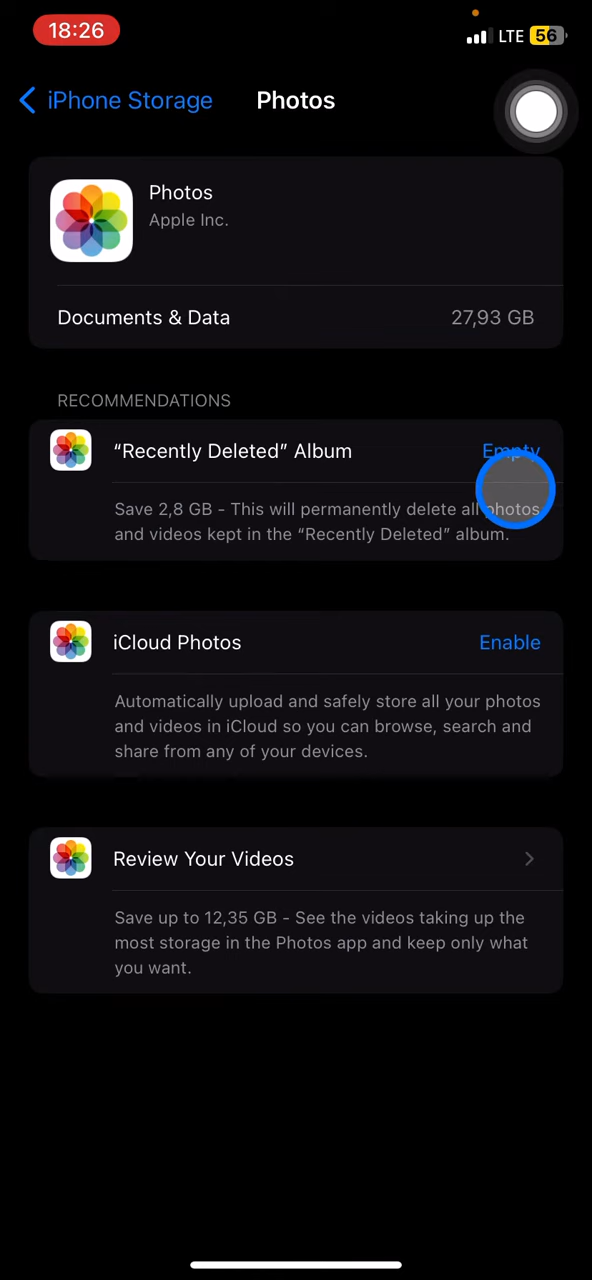 18:26
LTE 56
iPhone Storage Photos
Photos
Apple Inc.
Documents & Data 27,93 GB
RECOMMENDATIONS
“Recently Deleted” Album Empty
Save 2,8 GB - This will permanently delete all photos
and videos kept in the “Recently Deleted” album.
iCloud Photos Enable
Automatically upload and safely store all your photos
and videos in iCloud so you can browse, search and
share from any of your devices.
Review Your Videos
Save up to 12,35 GB - See the videos taking up the
most storage in the Photos app and keep only what
you want.